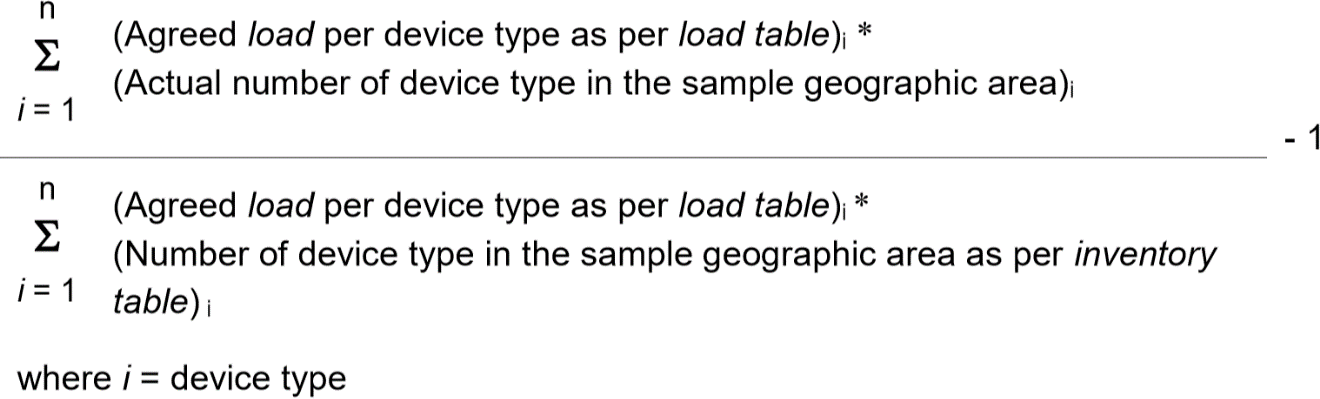 n
Σ
i = 1
(Agreed load per device type as per load table)i *
(Actual number of device type in the sample geographic area)i
- 1
n
Σ
i = 1
(Agreed load per device type as per load table)i *
(Number of device type in the sample geographic area as per inventory
table) i
where i = device type